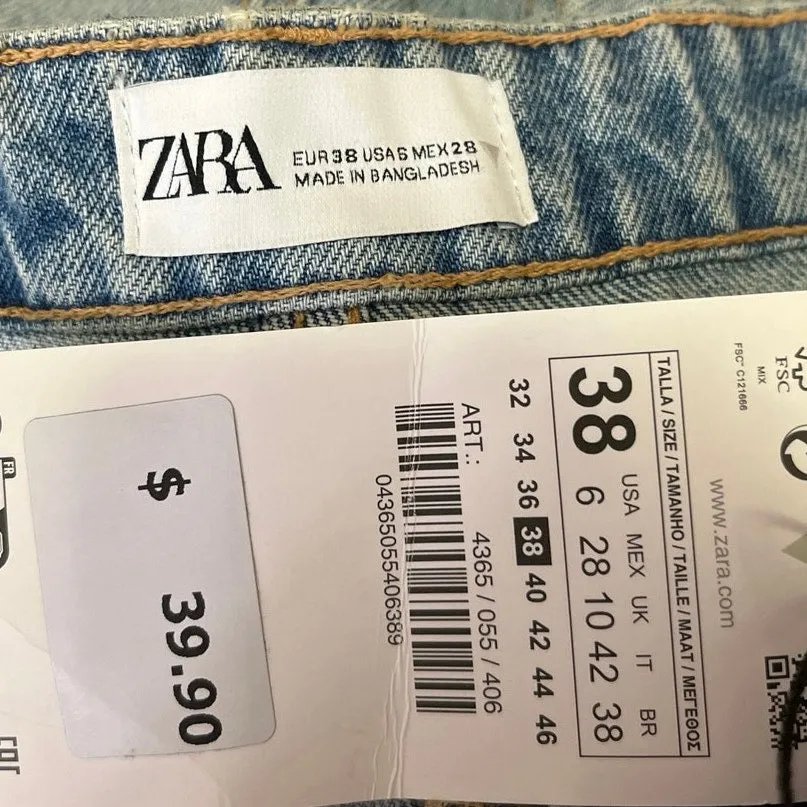 ZARA
EUR 38 USA 6 MEX 28
MADE IN BANGLADESH
FSC
MIX
FSC® C121666
www.zara.com
TALLA / SIZE / TAMANHO / TAILLE / MAAT / ΜΕΓΕΘΟΣ
USA MEX UK IT BR
38 6 28 10 42 38
32 34 36 38 40 42 44 46
ART.: 4365 / 055 / 406
04365055406389
$ 39.90
FR